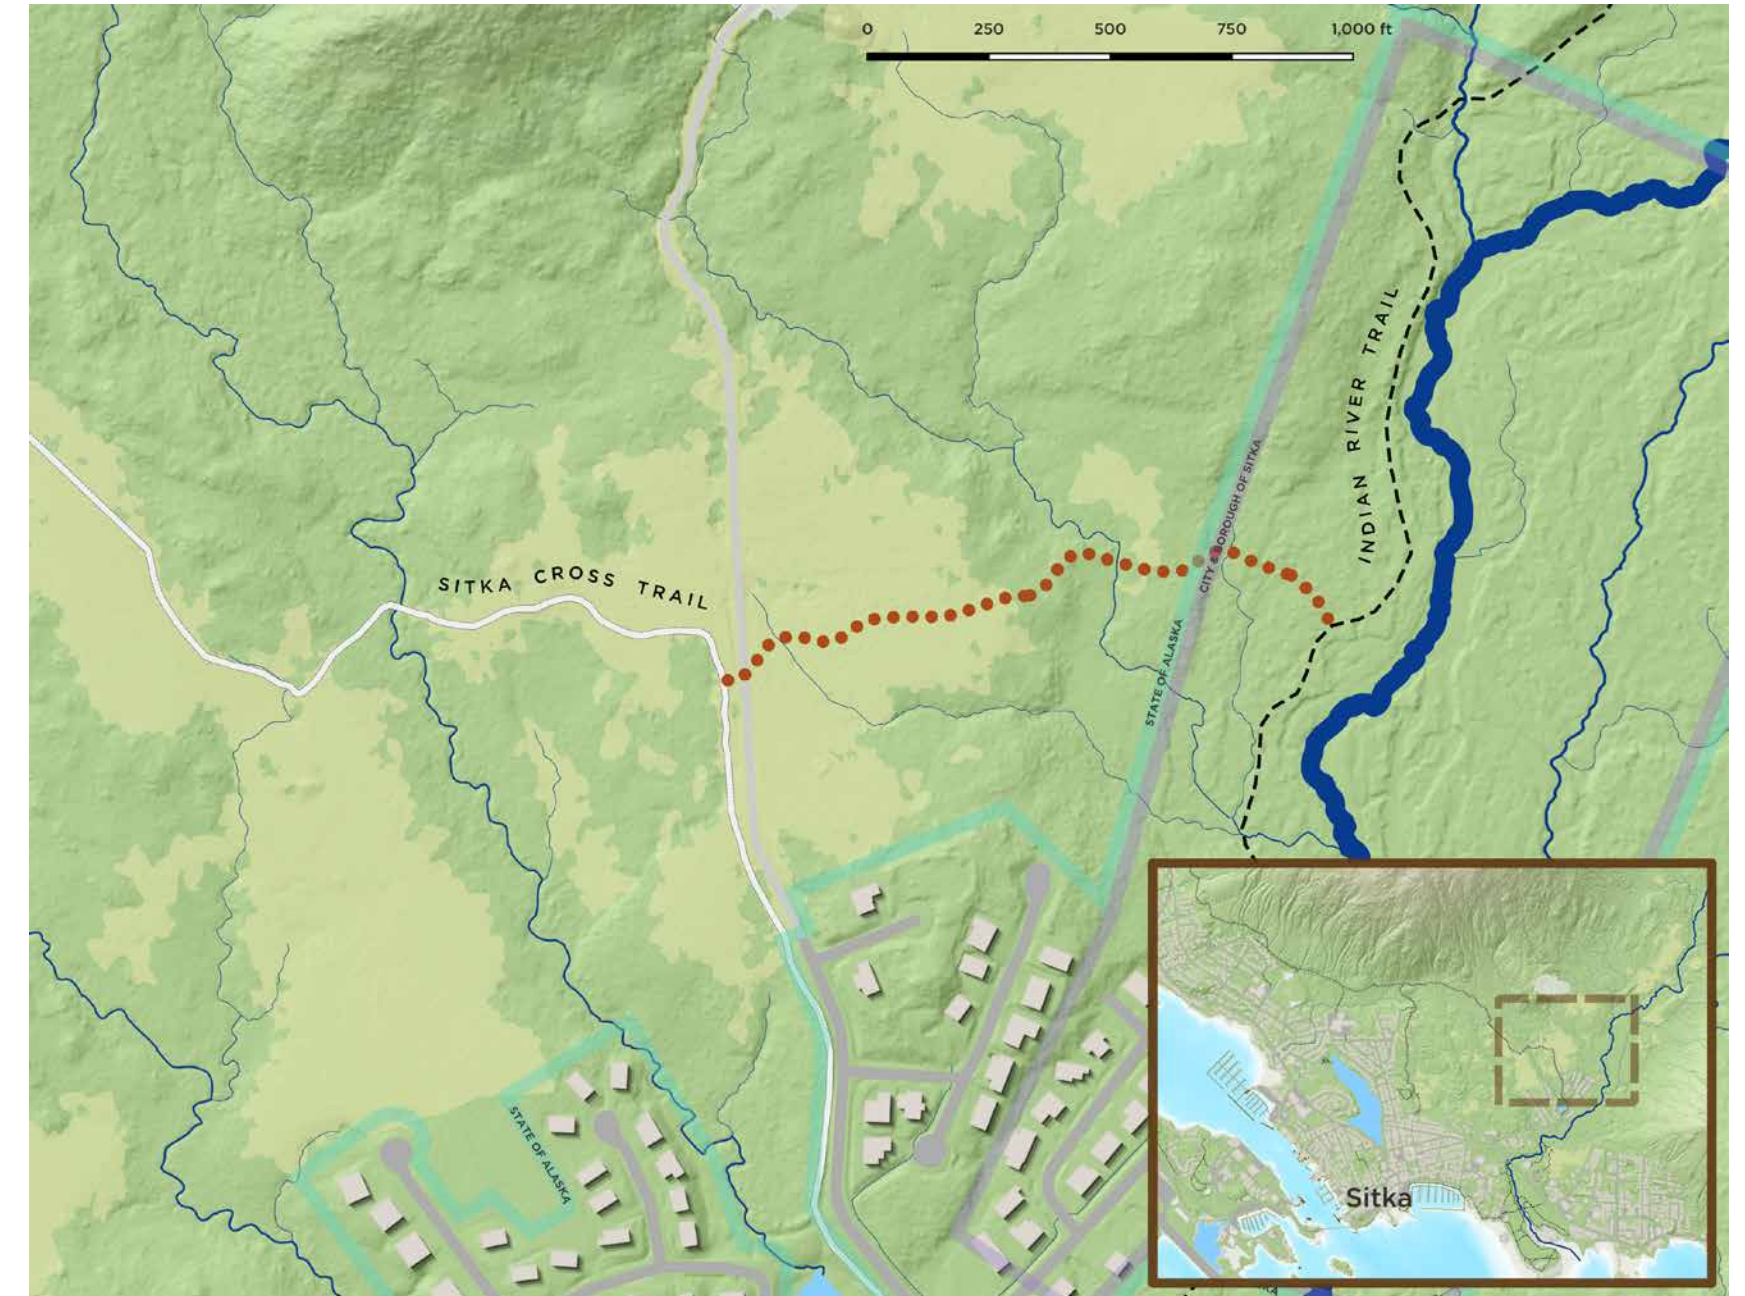 0 250 500 750 1,000 ft
INDIAN RIVER TRAIL
CITY & BOROUGH OF SITKA
SITKA CROSS TRAIL
STATE OF ALASKA
STATE OF ALASKA
Sitka